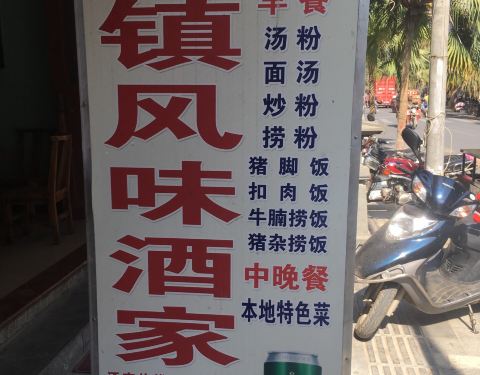 镇风味酒家
早餐
汤粉
面汤
炒粉
捞粉
猪脚饭
扣肉饭
牛腩捞饭
猪杂捞饭
中晚餐
本地特色菜